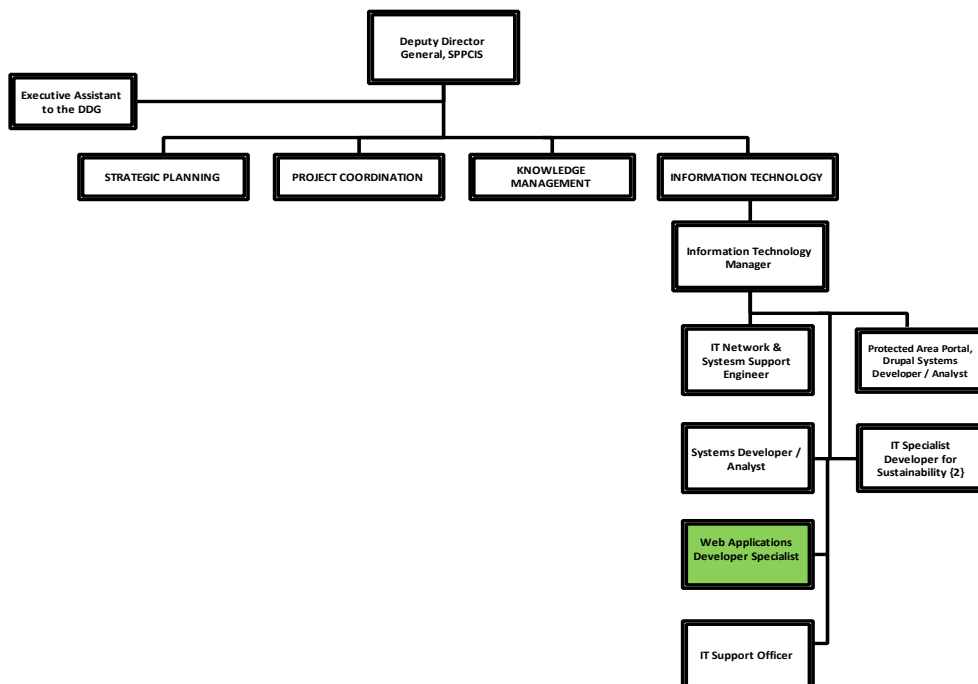 Deputy Director
General, SPPCIS
Executive Assistant
to the DDG
STRATEGIC PLANNING
PROJECT COORDINATION
KNOWLEDGE
MANAGEMENT
INFORMATION TECHNOLOGY
Information Technology
Manager
IT Network &
Systesm Support
Engineer
Protected Area Portal,
Drupal Systems
Developer / Analyst
Systems Developer /
Analyst
IT Specialist
Developer for
Sustainability {2}
Web Applications
Developer Specialist
IT Support Officer